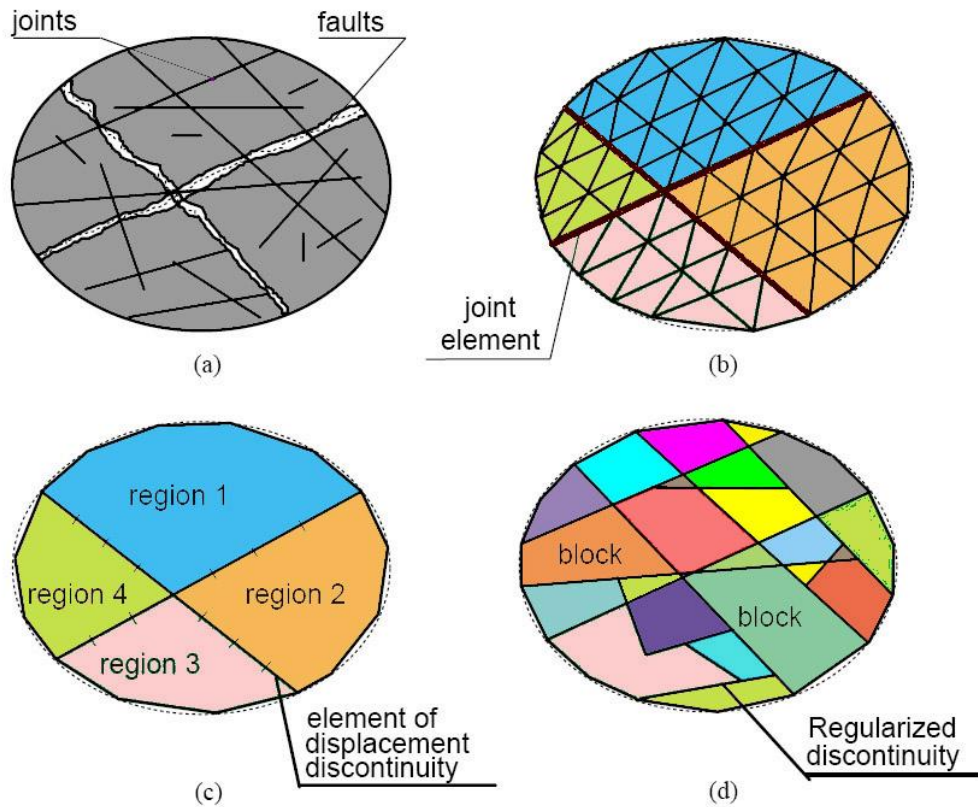 joints
faults
(a)
joint
element
(b)
region 1
region 4
region 2
region 3
element of
displacement
discontinuity
(c)
block
block
Regularized
discontinuity
(d)